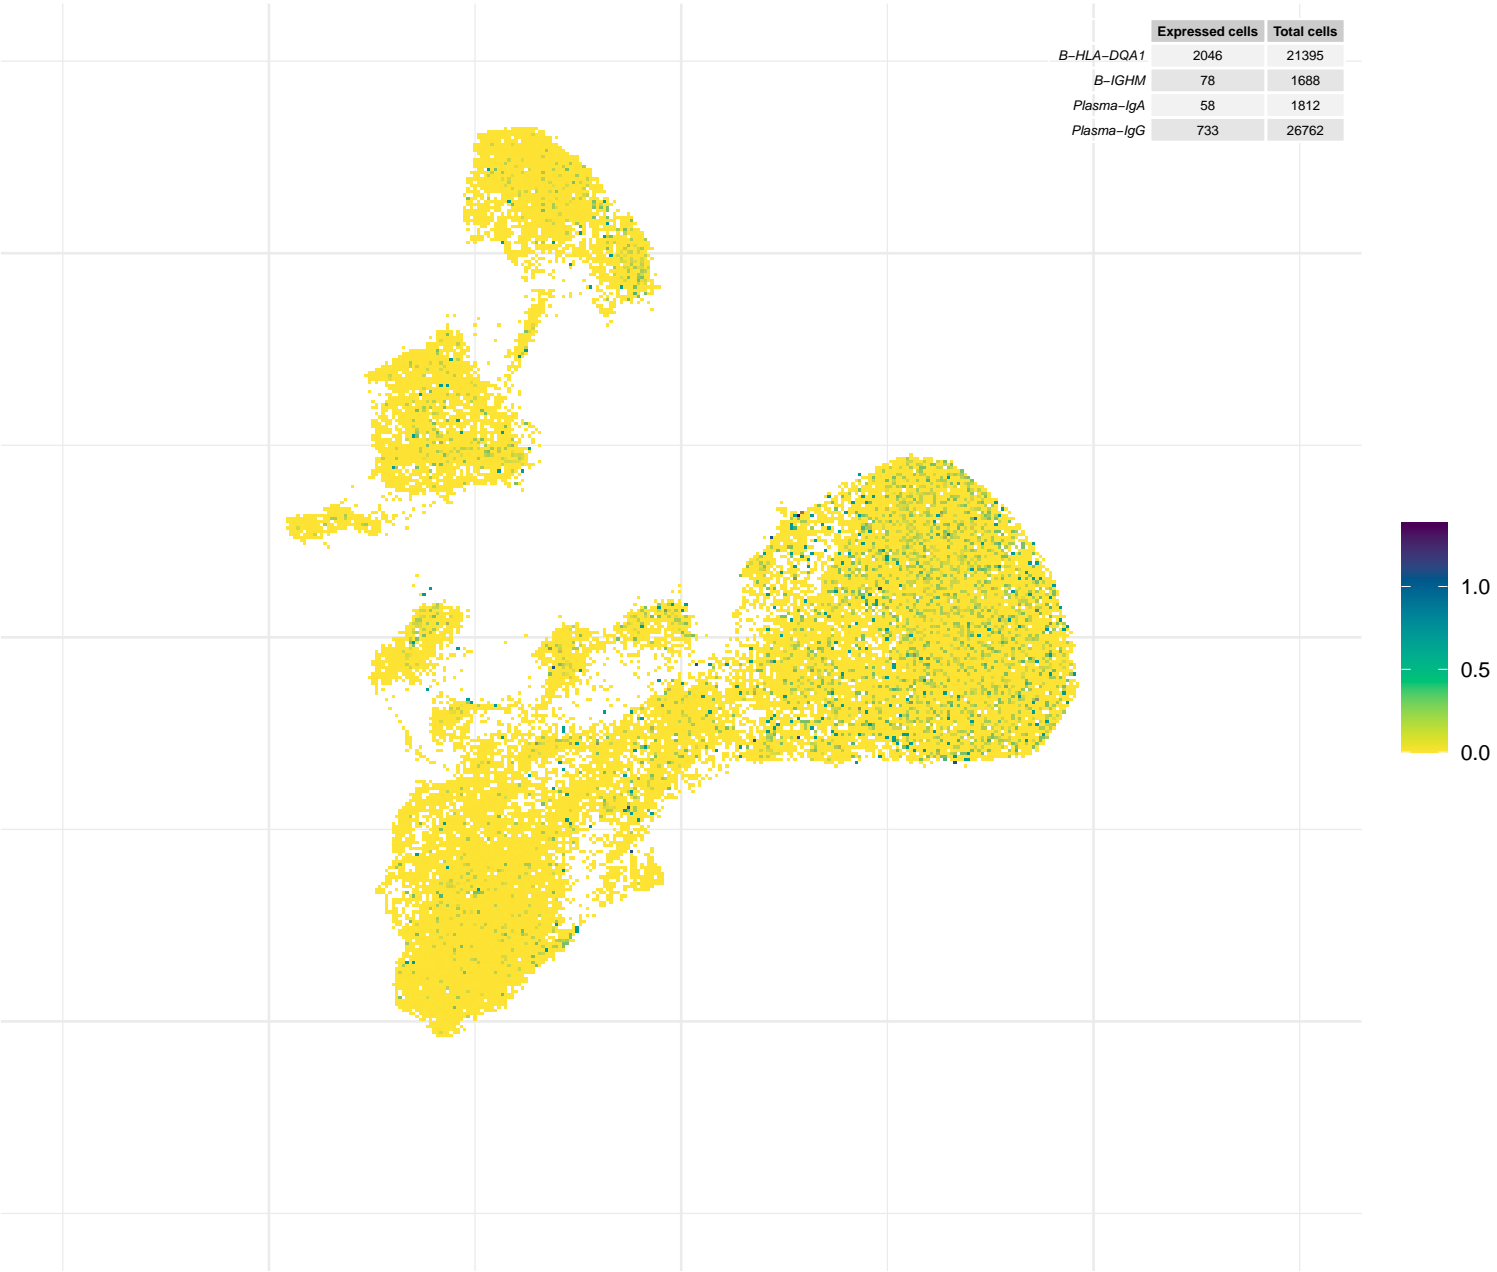 Expressed cells Total cells
B−HLA−DQA1 2046 21395
B−IGHM 78 1688
Plasma−IgA 58 1812
Plasma−IgG 733 26762
1.0
0.5
0.0